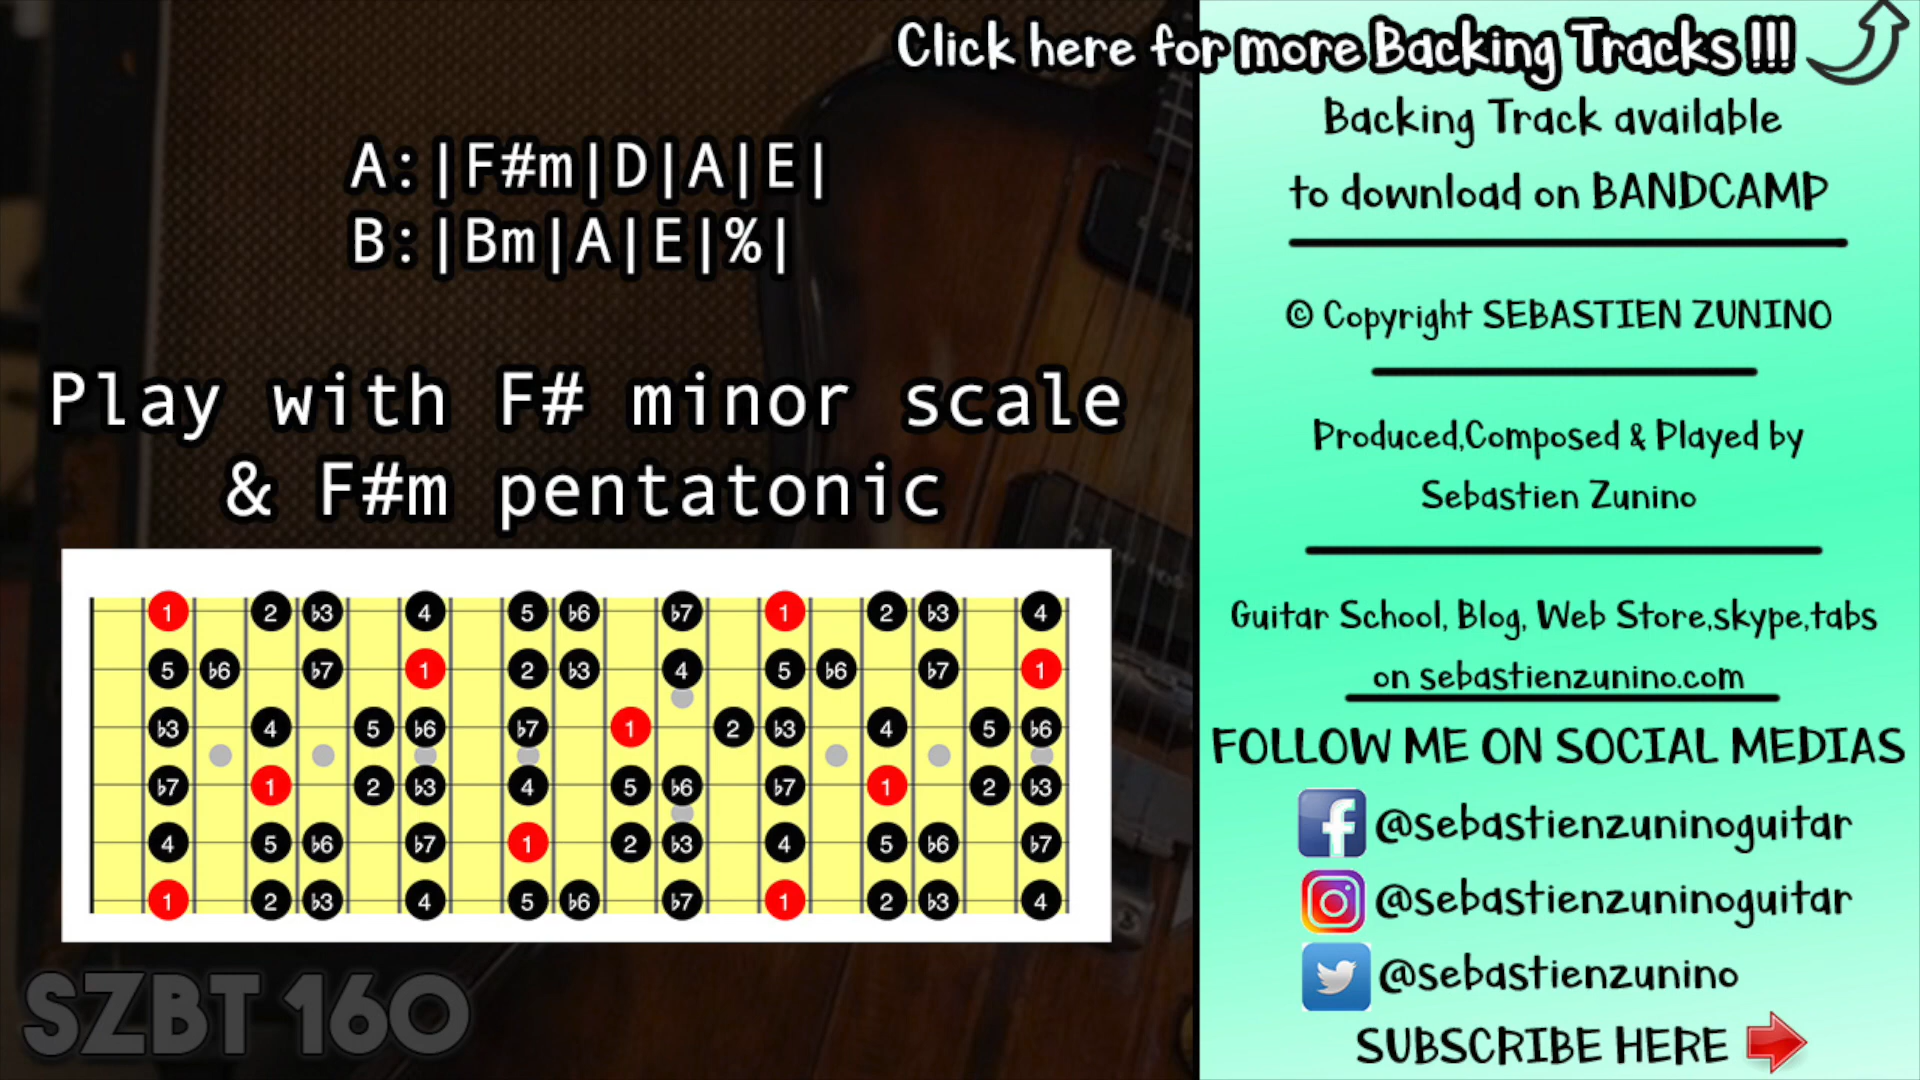 Click here for more Backing Tracks !!!
A:|F#m|D|A|E|
B:|Bm|A|E|%|
Play with F# minor scale
& F#m pentatonic
1 2 b3 4 5 b6 b7 1 2 b3 4
5 b6 b7 1 2 b3 4 5 b6 b7 1
b3 4 5 b6 b7 1 2 b3 4 5 b6
b7 1 2 b3 4 5 b6 b7 1 2 b3
4 5 b6 b7 1 2 b3 4 5 b6 b7
1 2 b3 4 5 b6 b7 1 2 b3 4
SZBT 160
Backing Track available
to download on BANDCAMP
© Copyright SEBASTIEN ZUNINO
Produced,Composed & Played by
Sebastien Zunino
Guitar School, Blog, Web Store,skype,tabs
on sebastienzunino.com
FOLLOW ME ON SOCIAL MEDIAS
@sebastienzuninoguitar
@sebastienzuninoguitar
@sebastienzunino
SUBSCRIBE HERE